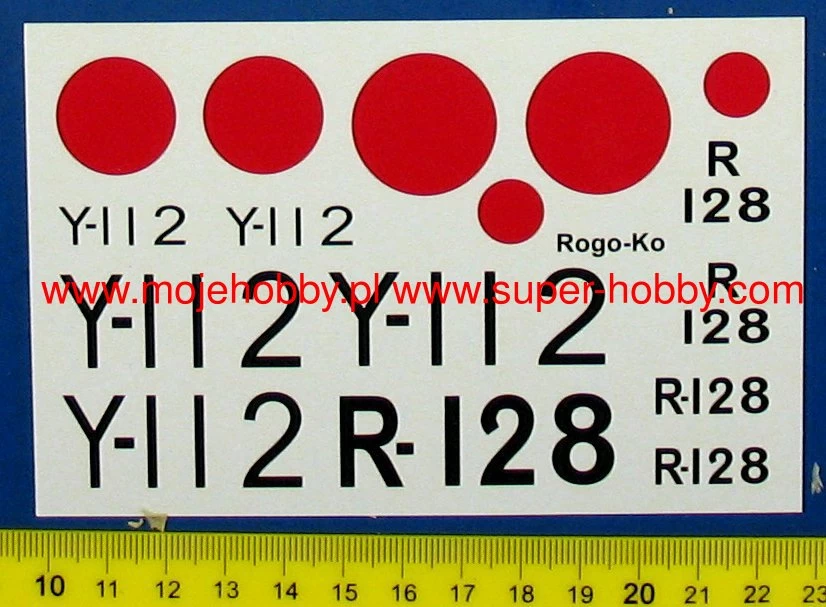 R
128
Y-112 Y-112
Rogo-Ko
www.mojehobby.pl www.super-hobby.com
Y-112 Y-112
R
128
Y-112 R-128
R-128
R-128
10 11 12 13 14 15 16 17 18 19 20 21 22 23